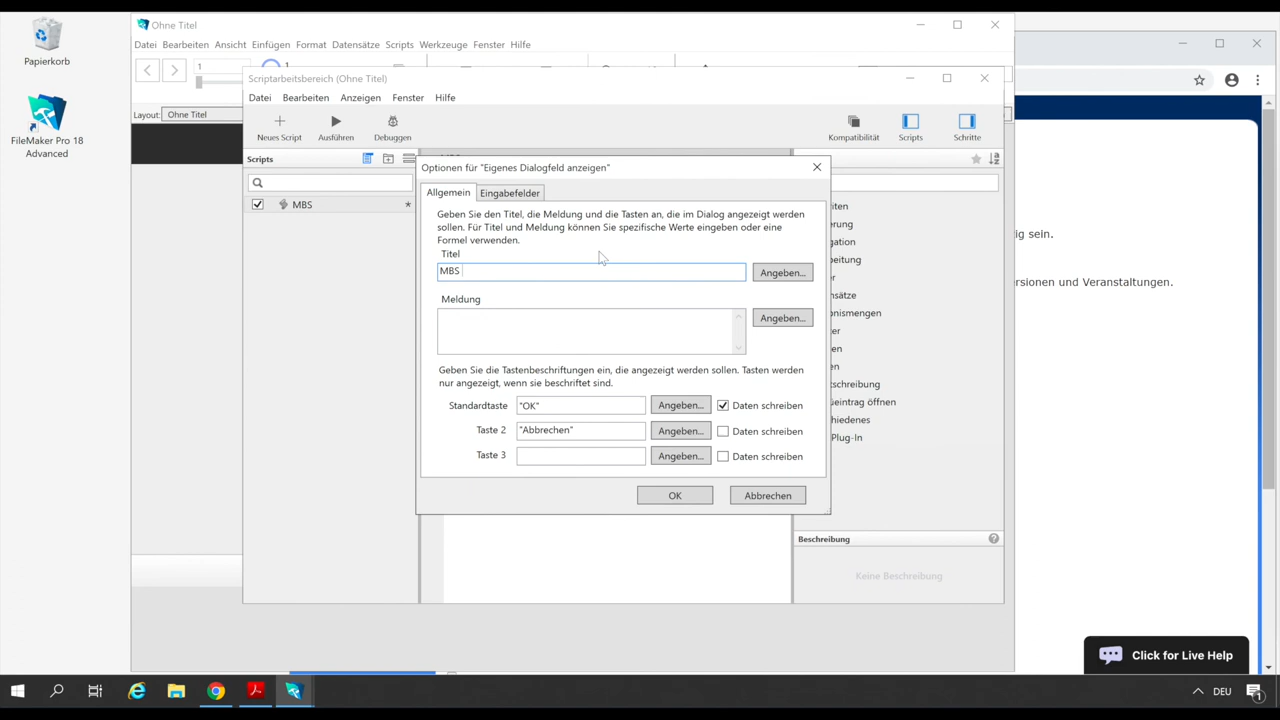 Papierkorb
FileMaker Pro 18
Advanced
Ohne Titel
Datei Bearbeiten Ansicht Einfügen Format Datensätze Scripts Werkzeuge Fenster Hilfe
1
Layout: Ohne Titel
Scriptarbeitsbereich (Ohne Titel)
Datei Bearbeiten Anzeigen Fenster Hilfe
Neues Script Ausführen Debuggen Kompatibilität Scripts Schritte
Scripts
MBS *
Optionen für "Eigenes Dialogfeld anzeigen"
Allgemein Eingabefelder
Geben Sie den Titel, die Meldung und die Tasten an, die im Dialog angezeigt werden
sollen. Für Titel und Meldung können Sie spezifische Werte eingeben oder eine
Formel verwenden.
Titel
MBS Angeben...
Meldung
Angeben...
Geben Sie die Tastenbeschriftungen ein, die angezeigt werden sollen. Tasten werden
nur angezeigt, wenn sie beschriftet sind.
Standardtaste "OK" Angeben... Daten schreiben
Taste 2 "Abbrechen" Angeben... Daten schreiben
Taste 3 Angeben... Daten schreiben
OK Abbrechen
Plug-In
Beschreibung
Keine Beschreibung
ig sein.
rsionen und Veranstaltungen.
Click for Live Help
DEU
1